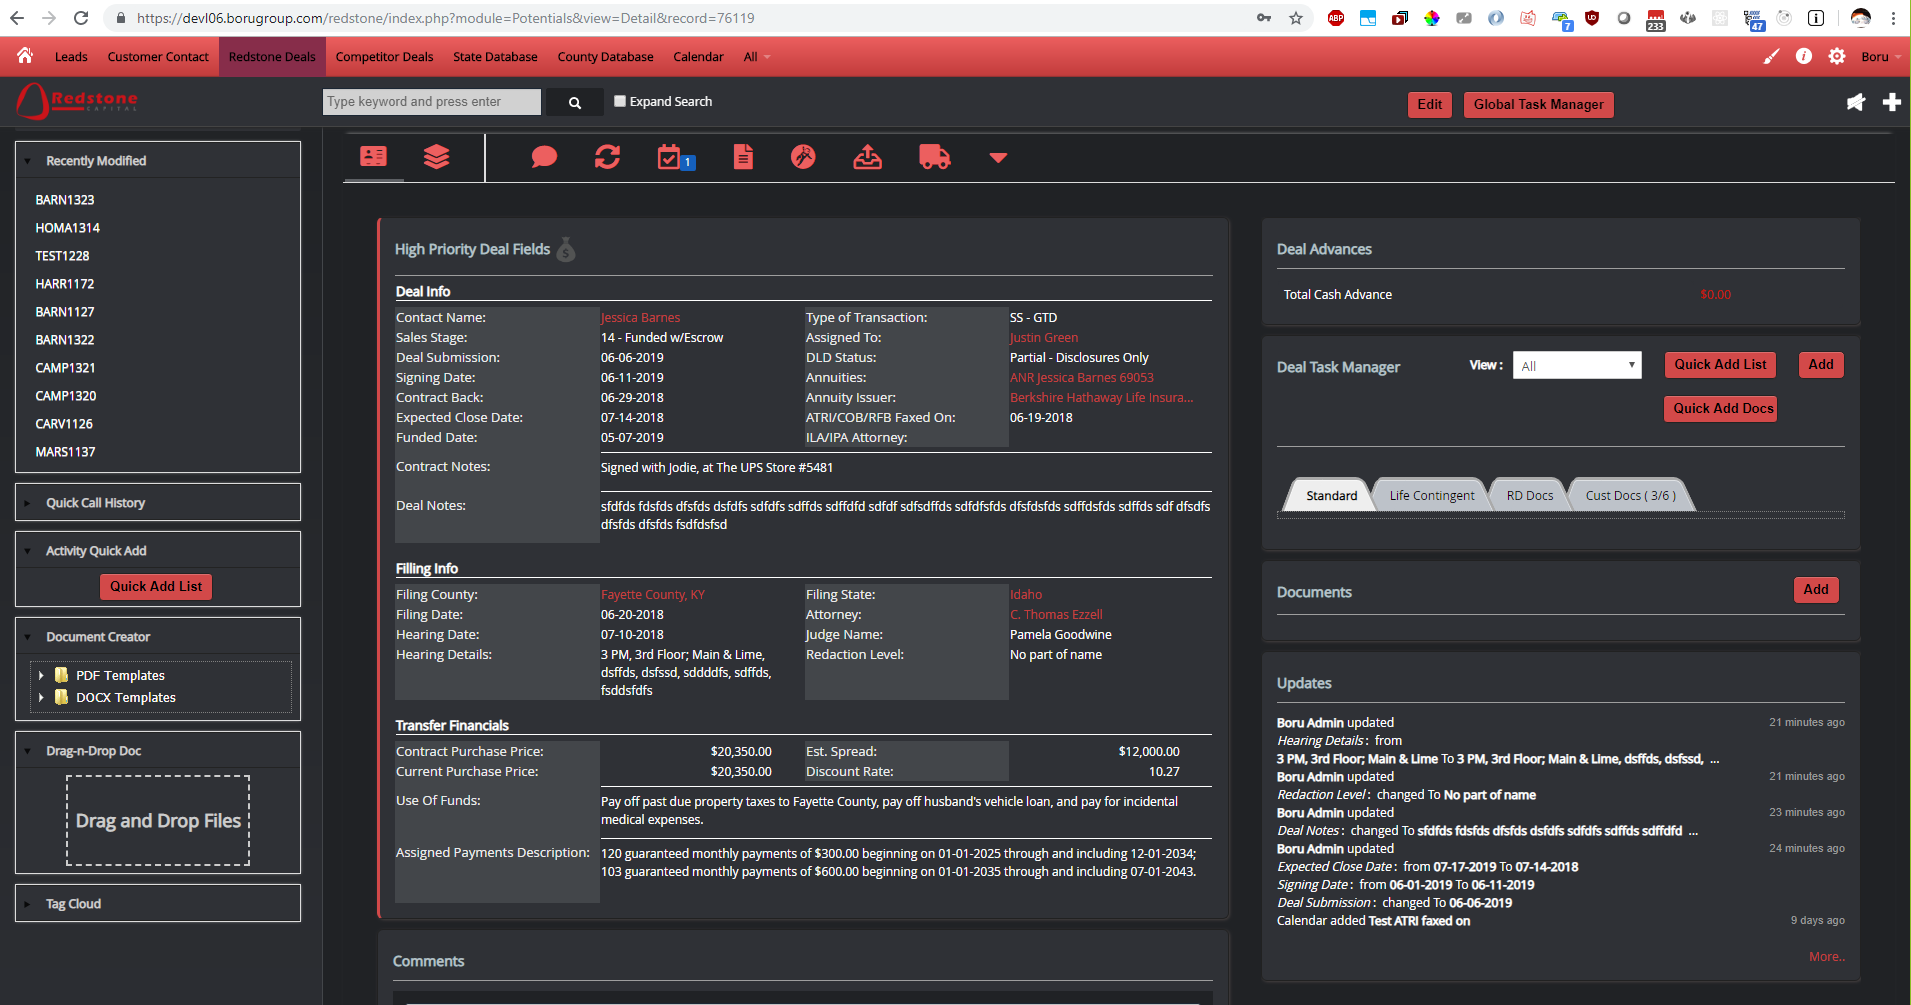 https://devl06.borugroup.com/redstone/index.php?module=Potentials&view=Detail&record=76119
ABP
7
UD
233
47
Leads Customer Contact Redstone Deals Competitor Deals State Database County Database Calendar All
Boru
Redstone
CAPITAL
Type keyword and press enter
Expand Search
Edit Global Task Manager
Recently Modified
BARN1323
HOMA1314
TEST1228
HARR1172
BARN1127
BARN1322
CAMP1321
CAMP1320
CARV1126
MARS1137
Quick Call History
Activity Quick Add
Quick Add List
Document Creator
PDF Templates
DOCX Templates
Drag-n-Drop Doc
Drag and Drop Files
Tag Cloud
1
High Priority Deal Fields
Deal Info
Contact Name: Jessica Barnes Type of Transaction: SS - GTD
Sales Stage: 14 - Funded w/Escrow Assigned To: Justin Green
Deal Submission: 06-06-2019 DLD Status: Partial - Disclosures Only
Signing Date: 06-11-2019 Annuities: ANR Jessica Barnes 69053
Contract Back: 06-29-2018 Annuity Issuer: Berkshire Hathaway Life Insura...
Expected Close Date: 07-14-2018 ATRI/COB/RFB Faxed On: 06-19-2018
Funded Date: 05-07-2019 ILA/IPA Attorney:
Contract Notes: Signed with Jodie, at The UPS Store #5481
Deal Notes: sfdfds fdsfds dfsfds dsfdfs sdfdfs sdffds sdffdfd sdfdf sdfsdffds sdfdfsfds dfsfdsfds sdffdsfds sdffds sdf dfsdfs
dfsfds dfsfds fsdfdsfsd
Filling Info
Filing County: Fayette County, KY Filing State: Idaho
Filing Date: 06-20-2018 Attorney: C. Thomas Ezzell
Hearing Date: 07-10-2018 Judge Name: Pamela Goodwine
Hearing Details: 3 PM, 3rd Floor; Main & Lime, Redaction Level: No part of name
dsffds, dsfssd, sddddfs, sdffds,
fsddsfdfs
Transfer Financials
Contract Purchase Price: $20,350.00 Est. Spread: $12,000.00
Current Purchase Price: $20,350.00 Discount Rate: 10.27
Use Of Funds: Pay off past due property taxes to Fayette County, pay off husband's vehicle loan, and pay for incidental
medical expenses.
Assigned Payments Description: 120 guaranteed monthly payments of $300.00 beginning on 01-01-2025 through and including 12-01-2034;
103 guaranteed monthly payments of $600.00 beginning on 01-01-2035 through and including 07-01-2043.
Comments
Deal Advances
Total Cash Advance $0.00
Deal Task Manager View : All Quick Add List Add
Quick Add Docs
Standard Life Contingent RD Docs Cust Docs ( 3/6 )
Documents Add
Updates
Boru Admin updated 21 minutes ago
Hearing Details : from
3 PM, 3rd Floor; Main & Lime To 3 PM, 3rd Floor; Main & Lime, dsffds, dsfssd, ...
Boru Admin updated 21 minutes ago
Redaction Level : changed To No part of name
Boru Admin updated 23 minutes ago
Deal Notes : changed To sfdfds fdsfds dfsfds dsfdfs sdfdfs sdffds sdffdfd ...
Boru Admin updated 24 minutes ago
Expected Close Date : from 07-17-2019 To 07-14-2018
Signing Date : from 06-01-2019 To 06-11-2019
Deal Submission : changed To 06-06-2019
Calendar added Test ATRI faxed on 9 days ago
More..